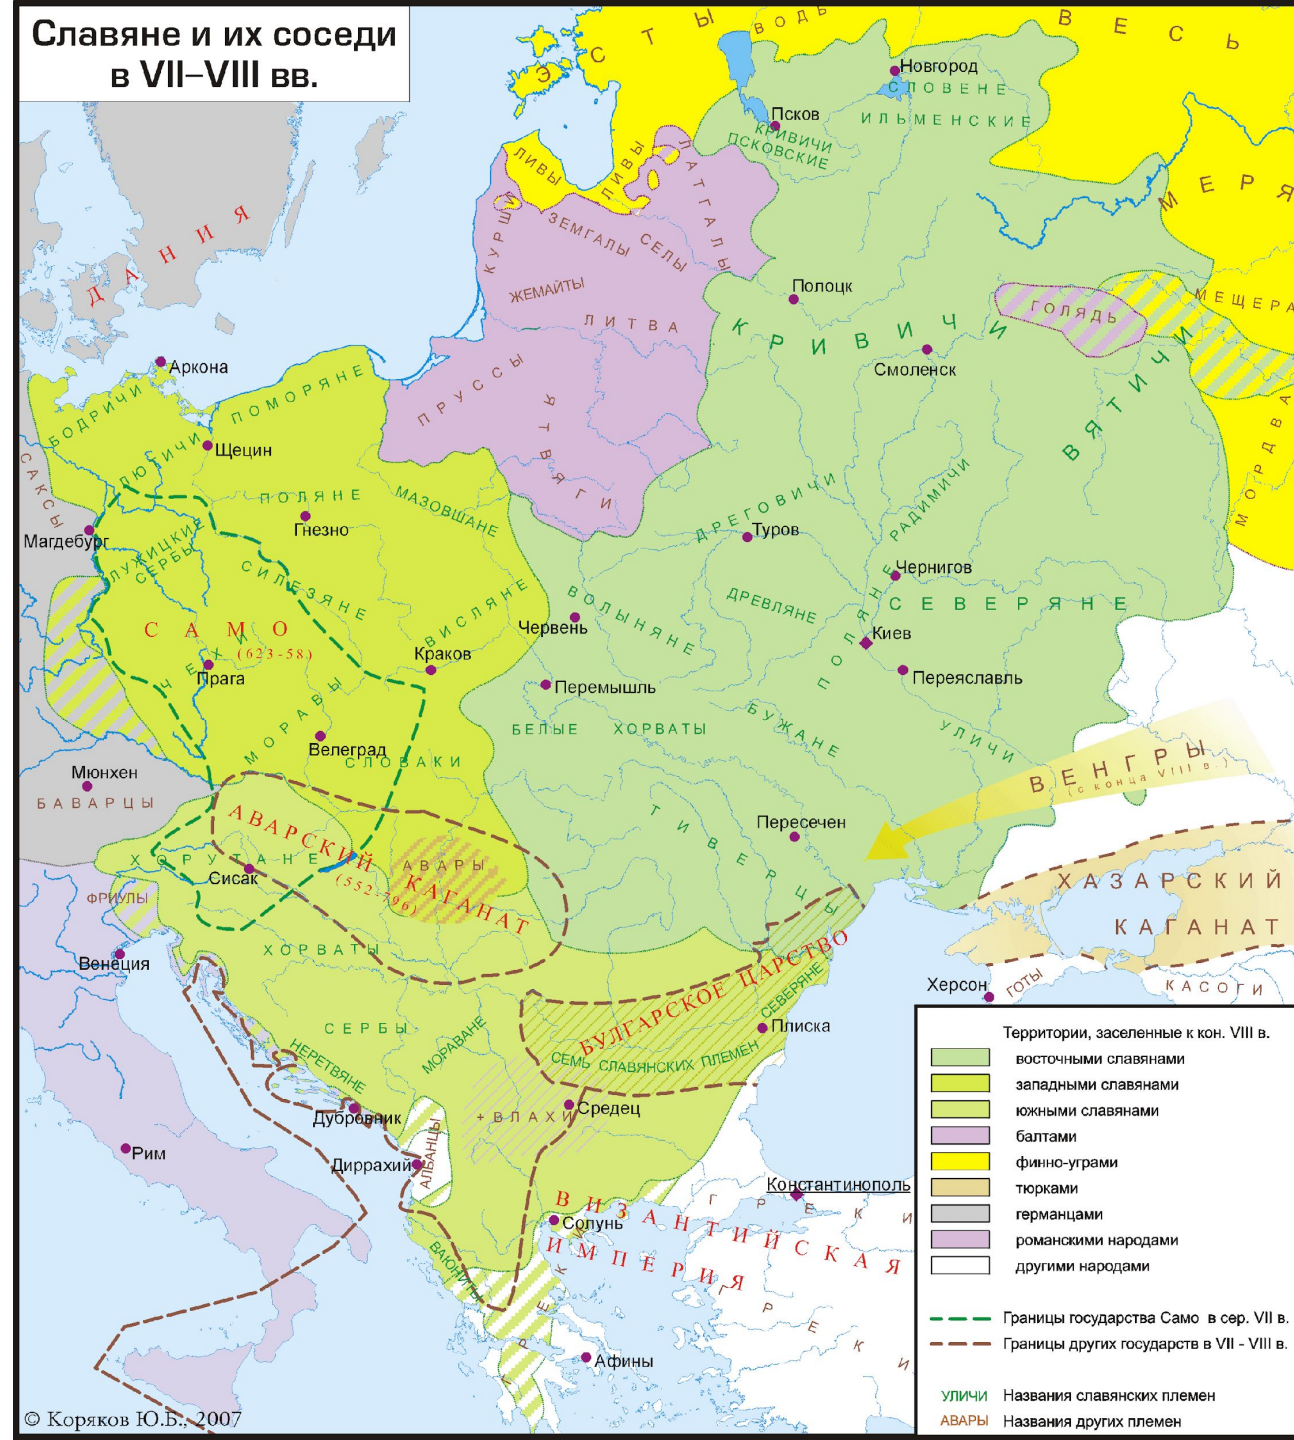 Славяне и их соседи
в VII–VIII вв.
ЭСТЫ
ВОДЬ
ВЕСЬ
Новгород
СЛОВЕНЕ
ИЛЬМЕНСКИЕ
Псков
КРИВИЧИ
ПСКОВСКИЕ
ЛИВЫ
ЛИВЫ
ЛАТГАЛЫ
МЕРЯ
КУРШИ
ЗЕМГАЛЫ
СЕЛЫ
ДАНИЯ
ЖЕМАЙТЫ
ЛИТВА
Полоцк
КРИВИЧИ
ГОЛЯДЬ
МЕЩЕРА
Смоленск
ВЯТИЧИ
Аркона
БОДРИЧИ
ПОМОРЯНЕ
ПРУССЫ
ЯТВЯГИ
МОРДВА
ЛЮТИЧИ
Щецин
САКСЫ
ПОЛЯНЕ
МАЗОВШАНЕ
Гнезно
ДРЕГОВИЧИ
РАДИМИЧИ
Туров
Магдебург
ЛУЖИЦКИЕ
СЕРБЫ
СИЛЕЗЯНЕ
Чернигов
ВОЛЫНЯНЕ
ДРЕВЛЯНЕ
ПОЛЯНЕ
СЕВЕРЯНЕ
САМО
(623-58.)
ЧЕХИ
Прага
ВИСЛЯНЕ
Краков
Червень
Киев
Перемышль
Переяславль
МОРАВЫ
Велеград
СЛОВАКИ
БЕЛЫЕ ХОРВАТЫ
БУЖАНЕ
УЛИЧИ
ВЕНГРЫ
(с конца VIII в.)
Мюнхен
БАВАРЦЫ
АВАРСКИЙ КАГАНАТ
(552-796)
АВАРЫ
ТИВЕРЦЫ
Пересечен
ХОРУТАНЕ
Сисак
ФРИУЛЫ
ХАЗАРСКИЙ
КАГАНАТ
Венеция
ХОРВАТЫ
БУЛГАРСКОЕ ЦАРСТВО
СЕВЕРЯНЕ
Херсон
ГОТЫ
КАСОГИ
СЕРБЫ
НЕРЕТВЯНЕ
МОРАВАНЕ
Плиска
СЕМЬ СЛАВЯНСКИХ ПЛЕМЕН
Дубровник
+ ВЛАХИ
Средец
Рим
Диррахий
АЛБАНЦЫ
Константинополь
ГРЕКИ
ВИЗАНТИЙСКАЯ
ИМПЕРИЯ
Солунь
ВАЮНИТЫ
ГРЕКИ
ГРЕКИ
Афины
Территории, заселенные к кон. VIII в.
восточными славянами
западными славянами
южными славянами
балтами
финно-уграми
тюрками
германцами
романскими народами
другими народами
Границы государства Само в сер. VII в.
Границы других государств в VII - VIII в.
УЛИЧИ Названия славянских племен
АВАРЫ Названия других племен
© Коряков Ю.Б., 2007